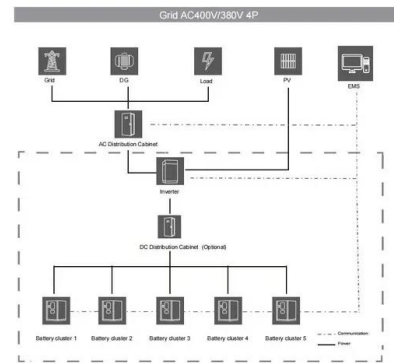 Grid AC400V/380V 4P
Grid
DG
Load
PV
EMS
AC Distribution Cabinet
Inverter
DC Distribution Cabinet (Optional)
Battery cluster 1
Battery cluster 2
Battery cluster 3
Battery cluster 4
Battery cluster 5
Communication
Power